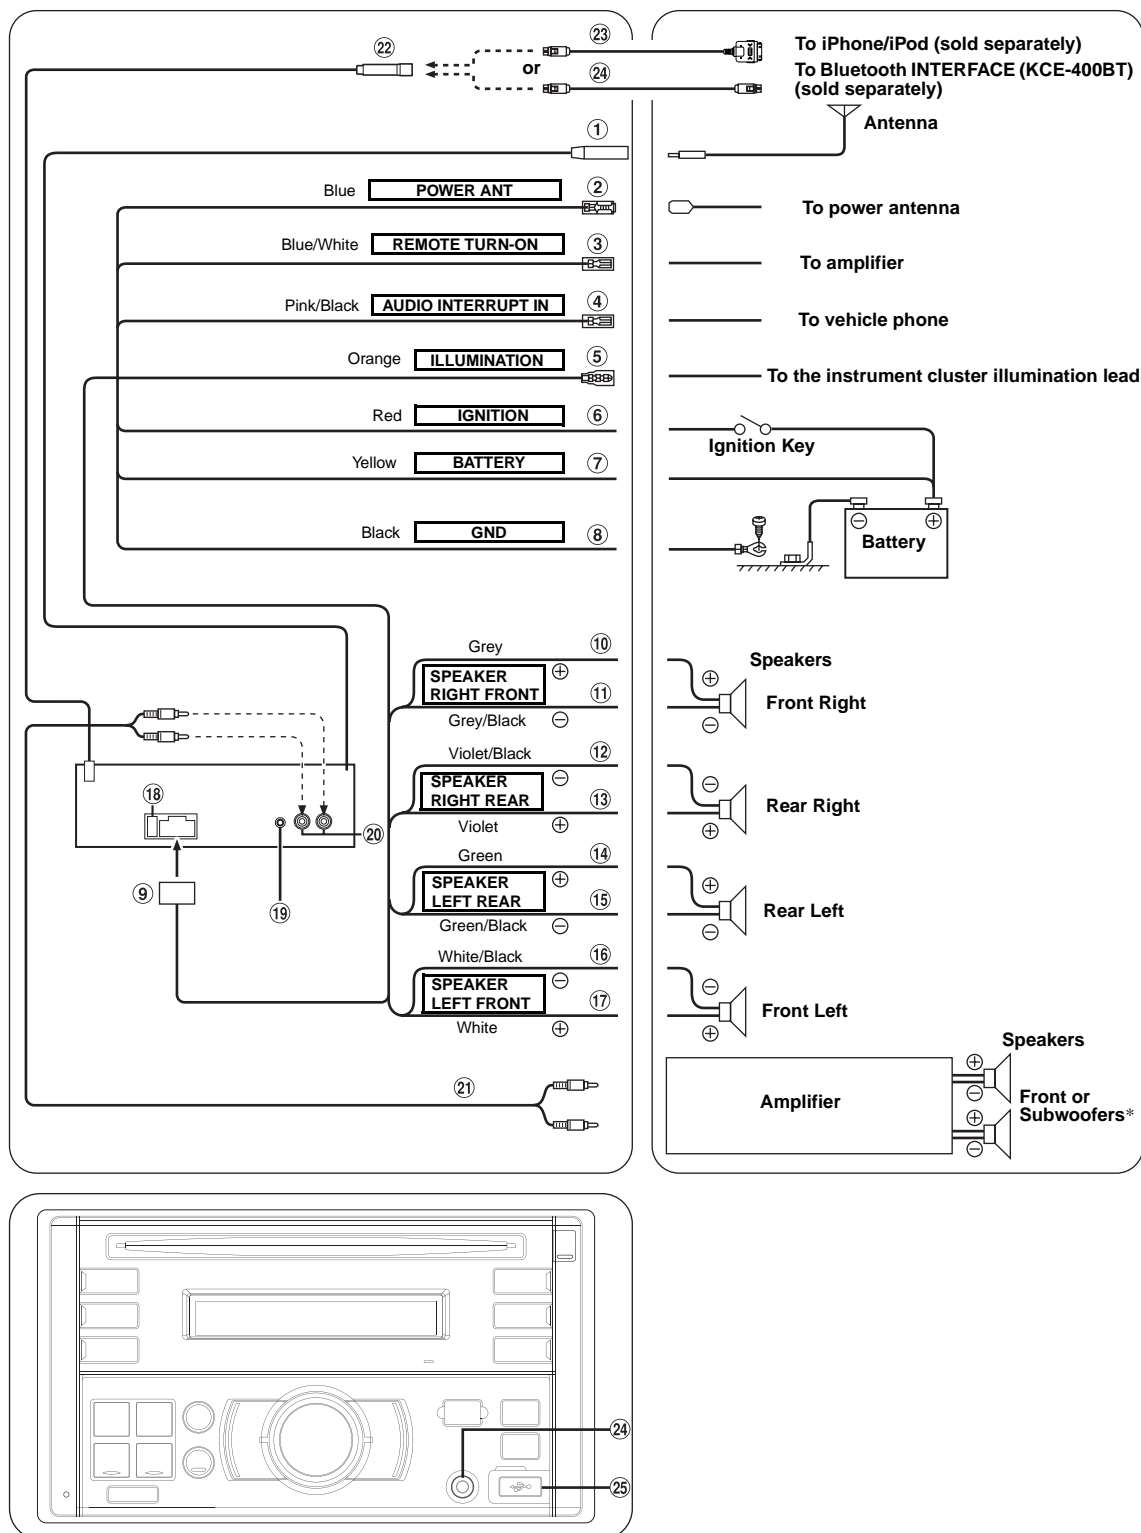 ㉒
㉓
To iPhone/iPod (sold separately)
or
㉔
To Bluetooth INTERFACE (KCE-400BT)
(sold separately)
①
Antenna
Blue
POWER ANT
②
To power antenna
Blue/White
REMOTE TURN-ON
③
To amplifier
Pink/Black
AUDIO INTERRUPT IN
④
To vehicle phone
Orange
ILLUMINATION
⑤
To the instrument cluster illumination lead
Red
IGNITION
⑥
Ignition Key
Yellow
BATTERY
⑦
Black
GND
⑧
⊖ ⊕
Battery
Grey
⑩
SPEAKER
RIGHT FRONT
⊕
⑪
Grey/Black
⊖
Speakers
⊕
Front Right
⊖
Violet/Black
⑫
SPEAKER
RIGHT REAR
⊖
⑬
Violet
⊕
⊖
Rear Right
⊕
⑱
⑳
⑨
⑲
Green
⑭
SPEAKER
LEFT REAR
⊕
⑮
Green/Black
⊖
⊕
Rear Left
⊖
White/Black
⑯
SPEAKER
LEFT FRONT
⊖
⑰
White
⊕
⊖
Front Left
⊕
㉑
Speakers
Amplifier
⊕
⊖
⊕
⊖
Front or
Subwoofers*
㉔
㉕